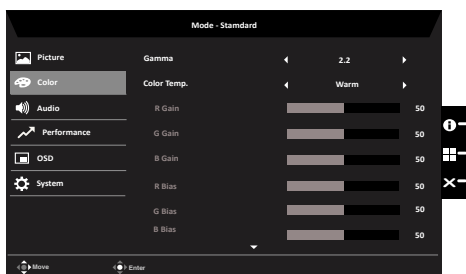 Mode - Standard
Picture
Gamma 2.2
Color
Color Temp. Warm
Audio
R Gain 50
Performance
G Gain 50
OSD
B Gain 50
System
R Bias 50
G Bias 50
B Bias 50
Move Enter